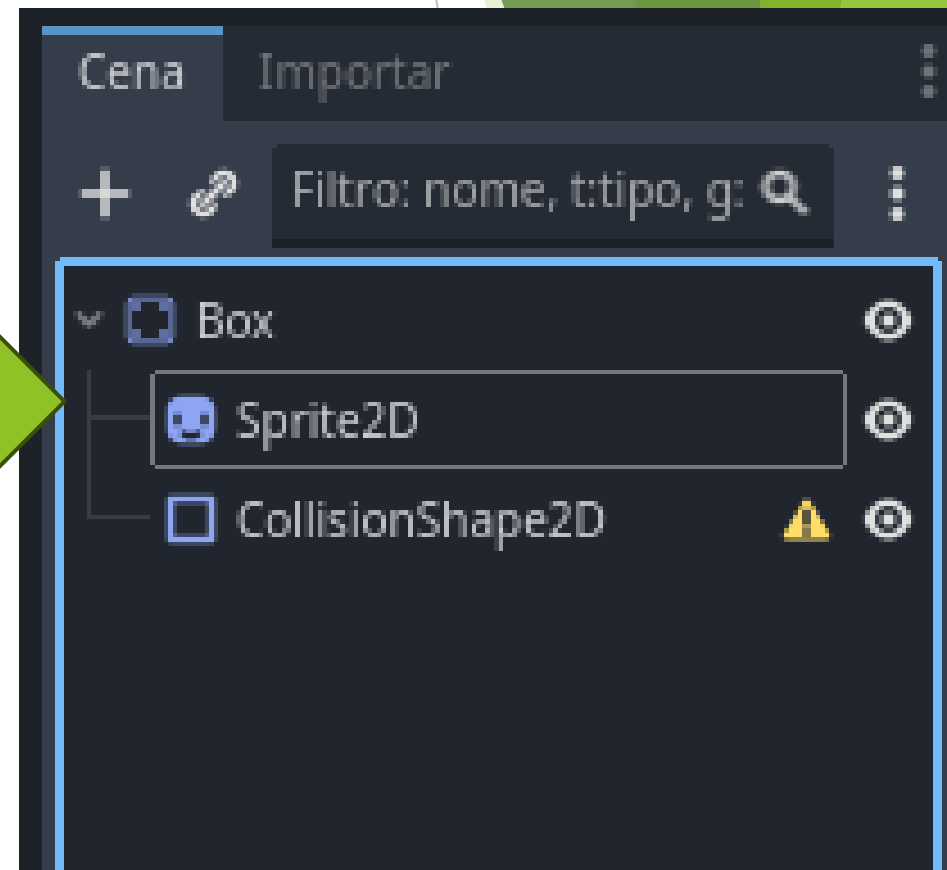 Cena Importar
Filtro: nome, t:tipo, g:
Box
Sprite2D
CollisionShape2D